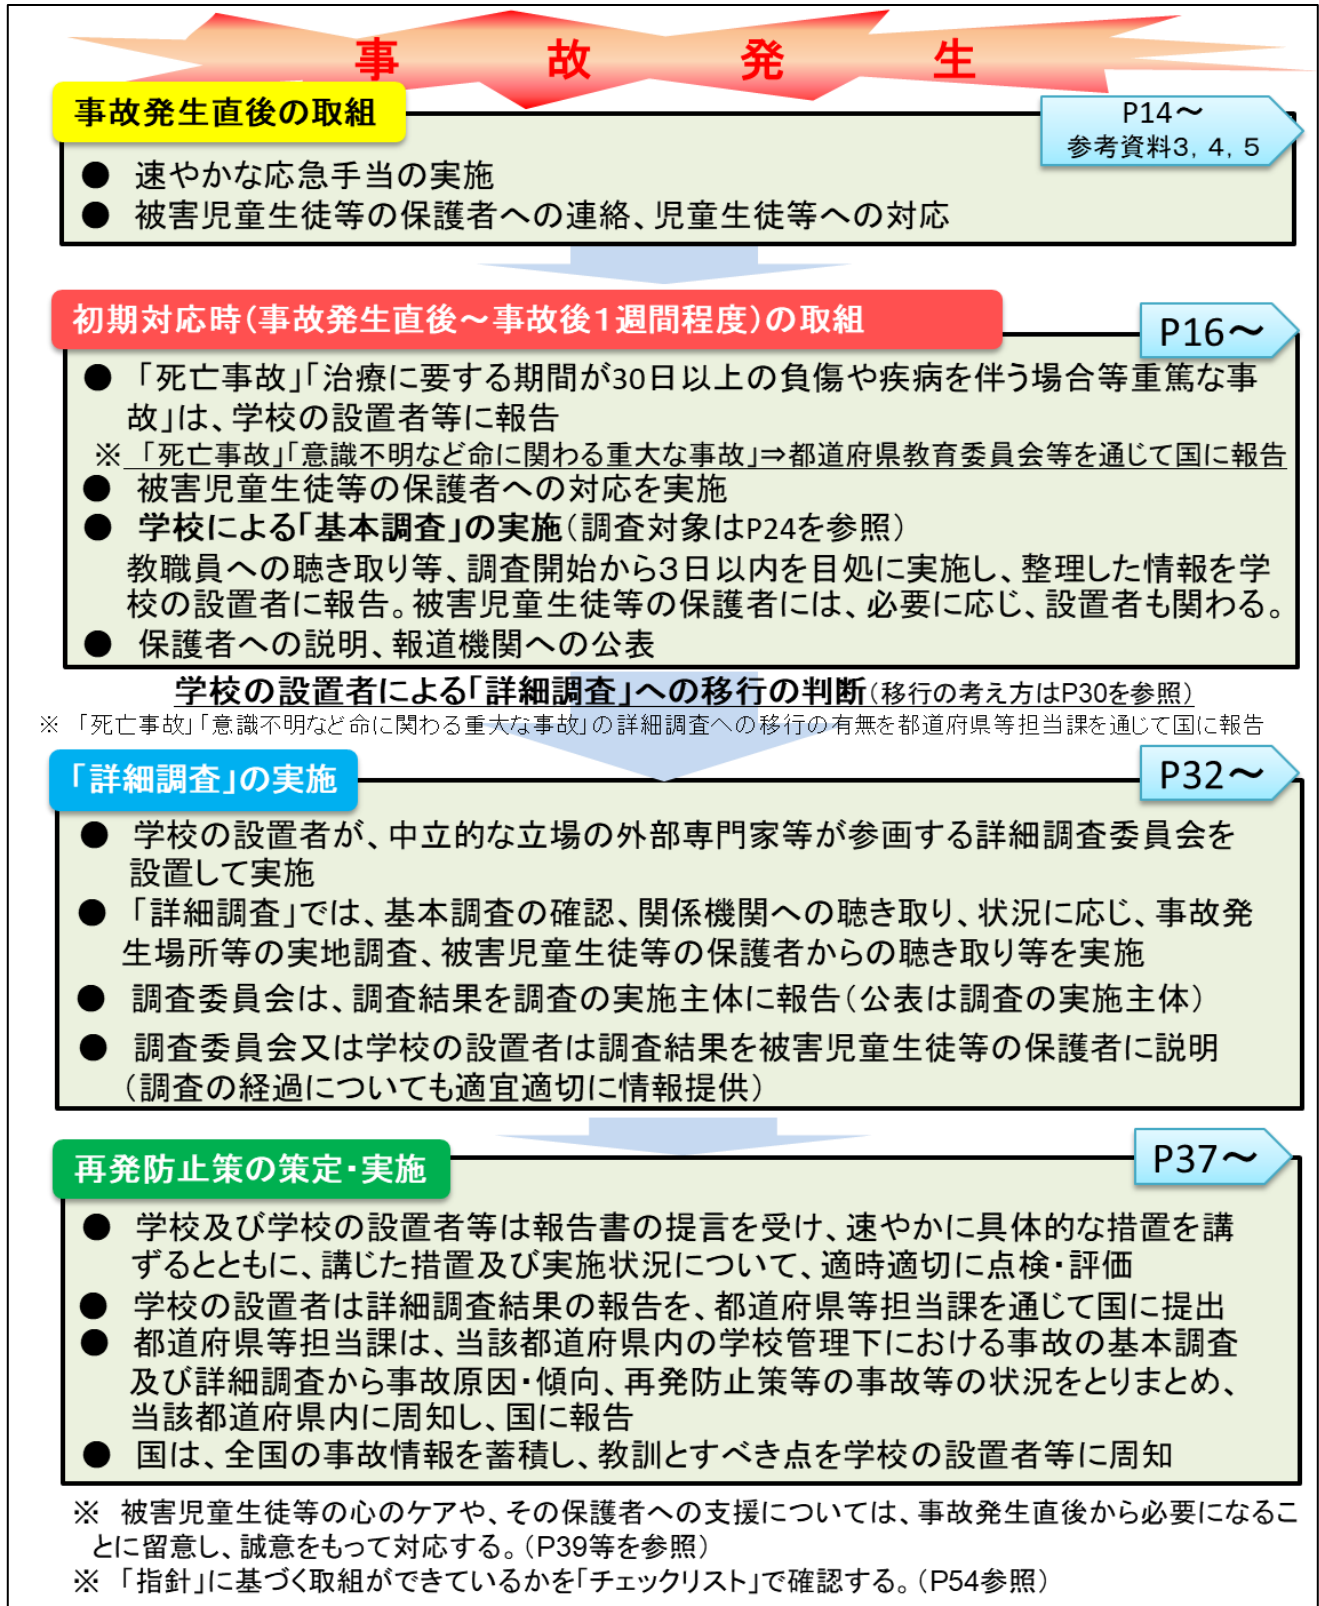 事故発生
事故発生直後の取組
P14～
参考資料3，4，5
● 速やかな応急手当の実施
● 被害児童生徒等の保護者への連絡、児童生徒等への対応
初期対応時（事故発生直後～事故後１週間程度）の取組
P16～
● 「死亡事故」「治療に要する期間が30日以上の負傷や疾病を伴う場合等重篤な事
故」は、学校の設置者等に報告
※ 「死亡事故」「意識不明など命に関わる重大な事故」⇒都道府県教育委員会等を通じて国に報告
● 被害児童生徒等の保護者への対応を実施
● 学校による「基本調査」の実施（調査対象はP24を参照）
教職員への聴き取り等、調査開始から３日以内を目処に実施し、整理した情報を学
校の設置者に報告。被害児童生徒等の保護者には、必要に応じ、設置者も関わる。
● 保護者への説明、報道機関への公表
学校の設置者による「詳細調査」への移行の判断（移行の考え方はP30を参照）
※ 「死亡事故」「意識不明など命に関わる重大な事故」の詳細調査への移行の有無を都道府県等担当課を通じて国に報告
「詳細調査」の実施
P32～
● 学校の設置者が、中立的な立場の外部専門家等が参画する詳細調査委員会を
設置して実施
● 「詳細調査」では、基本調査の確認、関係機関への聴き取り、状況に応じ、事故発
生場所等の実地調査、被害児童生徒等の保護者からの聴き取り等を実施
● 調査委員会は、調査結果を調査の実施主体に報告（公表は調査の実施主体）
● 調査委員会又は学校の設置者は調査結果を被害児童生徒等の保護者に説明
（調査の経過についても適宜適切に情報提供）
再発防止策の策定・実施
P37～
● 学校及び学校の設置者等は報告書の提言を受け、速やかに具体的な措置を講
ずるとともに、講じた措置及び実施状況について、適時適切に点検・評価
● 学校の設置者は詳細調査結果の報告を、都道府県等担当課を通じて国に提出
● 都道府県等担当課は、当該都道府県内の学校管理下における事故の基本調査
及び詳細調査から事故原因・傾向、再発防止策等の事故等の状況をとりまとめ、
当該都道府県内に周知し、国に報告
● 国は、全国の事故情報を蓄積し、教訓とすべき点を学校の設置者等に周知
※ 被害児童生徒等の心のケアや、その保護者への支援については、事故発生直後から必要になるこ
とに留意し、誠意をもって対応する。（P39等を参照）
※ 「指針」に基づく取組ができているかを「チェックリスト」で確認する。（P54参照）